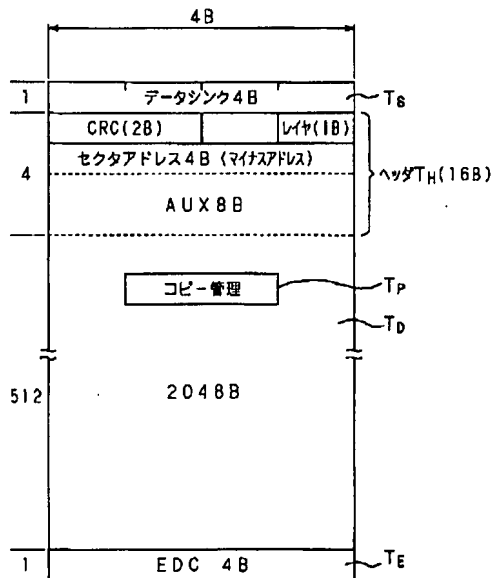 4B
1 データシンク4B TS
CRC(2B) レイヤ(1B)
4 セクタアドレス4B (マイナスアドレス) ヘッダTH(16B)
AUX8B
コピー管理 TP
TD
512 2048B
1 EDC 4B TE